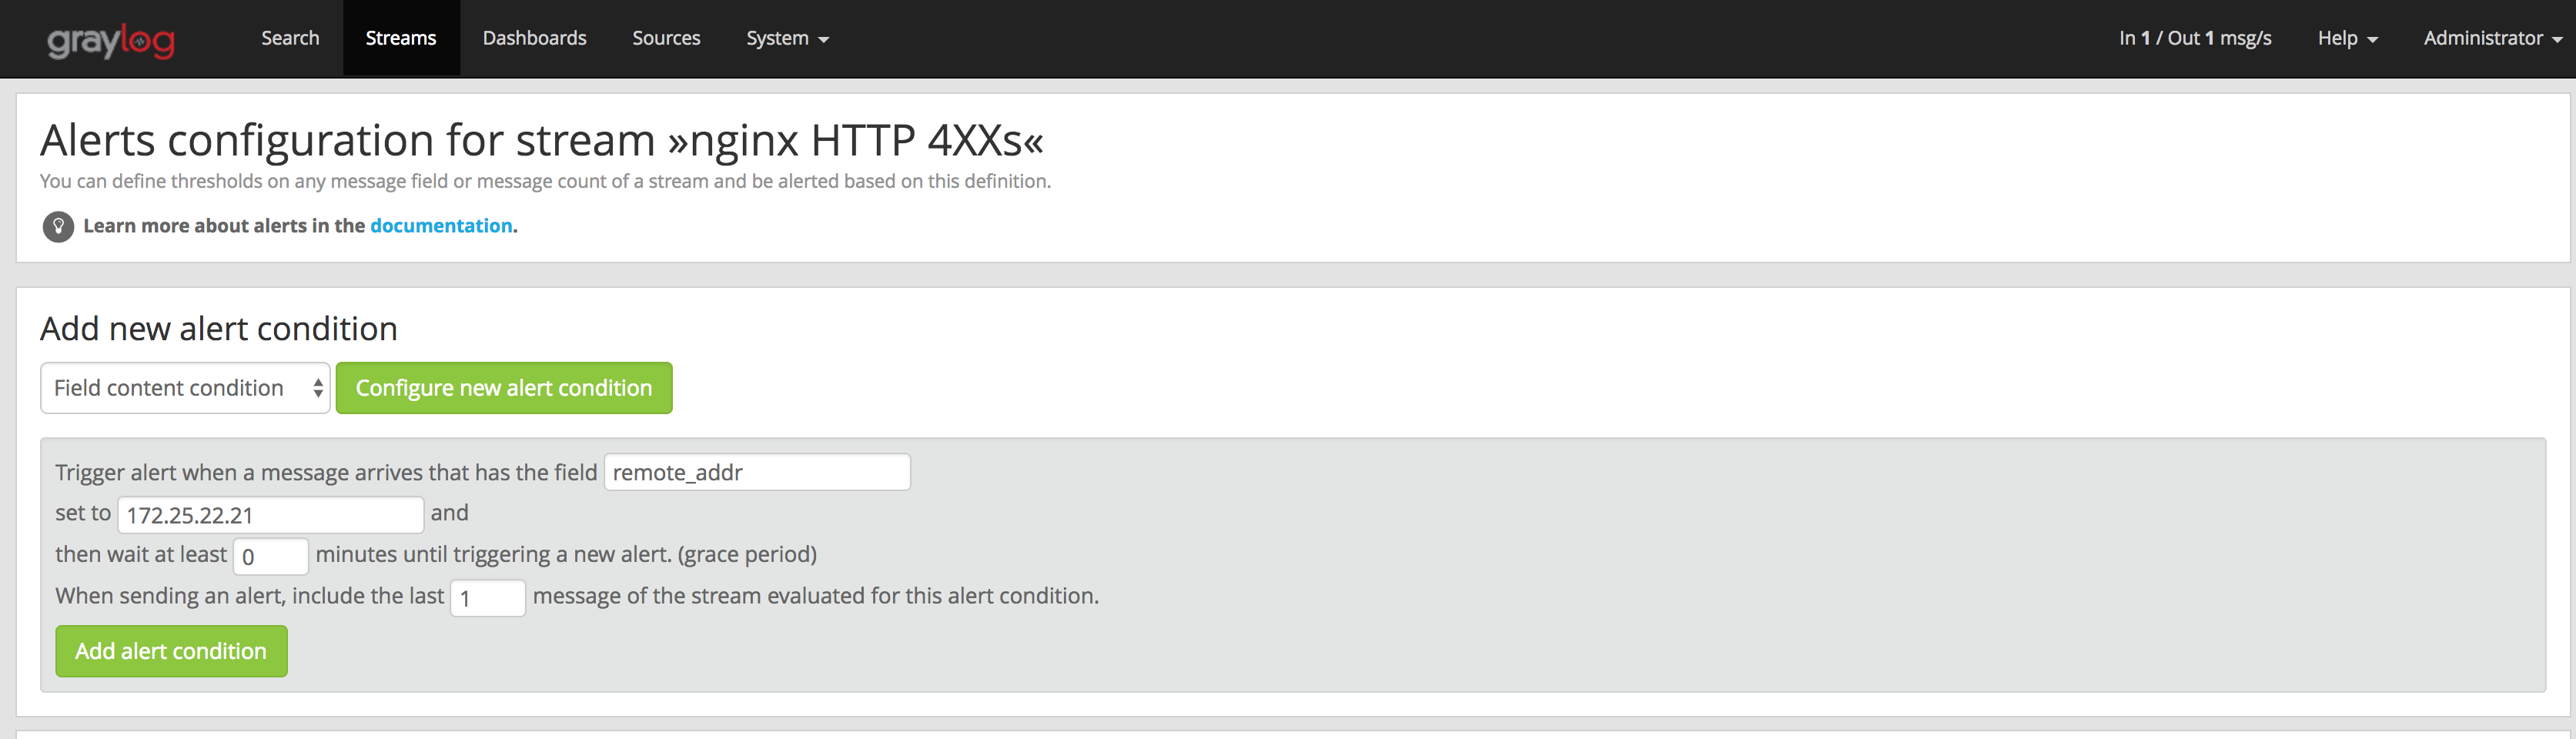 graylog Search Streams Dashboards Sources System In 1 / Out 1 msg/s Help Administrator
Alerts configuration for stream »nginx HTTP 4XXs«
You can define thresholds on any message field or message count of a stream and be alerted based on this definition.
Learn more about alerts in the documentation.
Add new alert condition
Field content condition Configure new alert condition
Trigger alert when a message arrives that has the field remote_addr
set to 172.25.22.21 and
then wait at least 0 minutes until triggering a new alert. (grace period)
When sending an alert, include the last 1 message of the stream evaluated for this alert condition.
Add alert condition